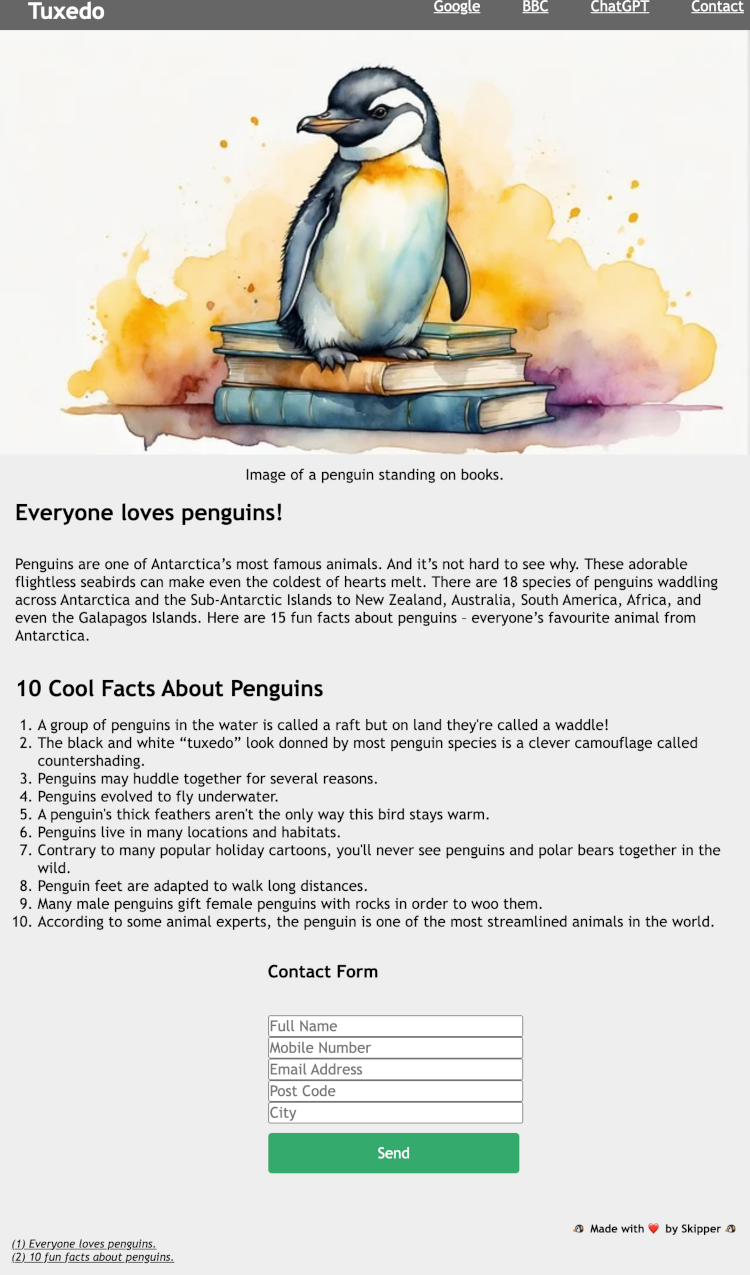 Tuxedo
Google BBC ChatGPT Contact
Image of a penguin standing on books.
Everyone loves penguins!
Penguins are one of Antarctica’s most famous animals. And it’s not hard to see why. These adorable
flightless seabirds can make even the coldest of hearts melt. There are 18 species of penguins waddling
across Antarctica and the Sub-Antarctic Islands to New Zealand, Australia, South America, Africa, and
even the Galapagos Islands. Here are 15 fun facts about penguins – everyone’s favourite animal from
Antarctica.
10 Cool Facts About Penguins
1. A group of penguins in the water is called a raft but on land they're called a waddle!
2. The black and white “tuxedo” look donned by most penguin species is a clever camouflage called
countershading.
3. Penguins may huddle together for several reasons.
4. Penguins evolved to fly underwater.
5. A penguin's thick feathers aren't the only way this bird stays warm.
6. Penguins live in many locations and habitats.
7. Contrary to many popular holiday cartoons, you'll never see penguins and polar bears together in the
wild.
8. Penguin feet are adapted to walk long distances.
9. Many male penguins gift female penguins with rocks in order to woo them.
10. According to some animal experts, the penguin is one of the most streamlined animals in the world.
Contact Form
Full Name
Mobile Number
Email Address
Post Code
City
Send
🐧 Made with ❤️ by Skipper 🐧
(1) Everyone loves penguins.
(2) 10 fun facts about penguins.